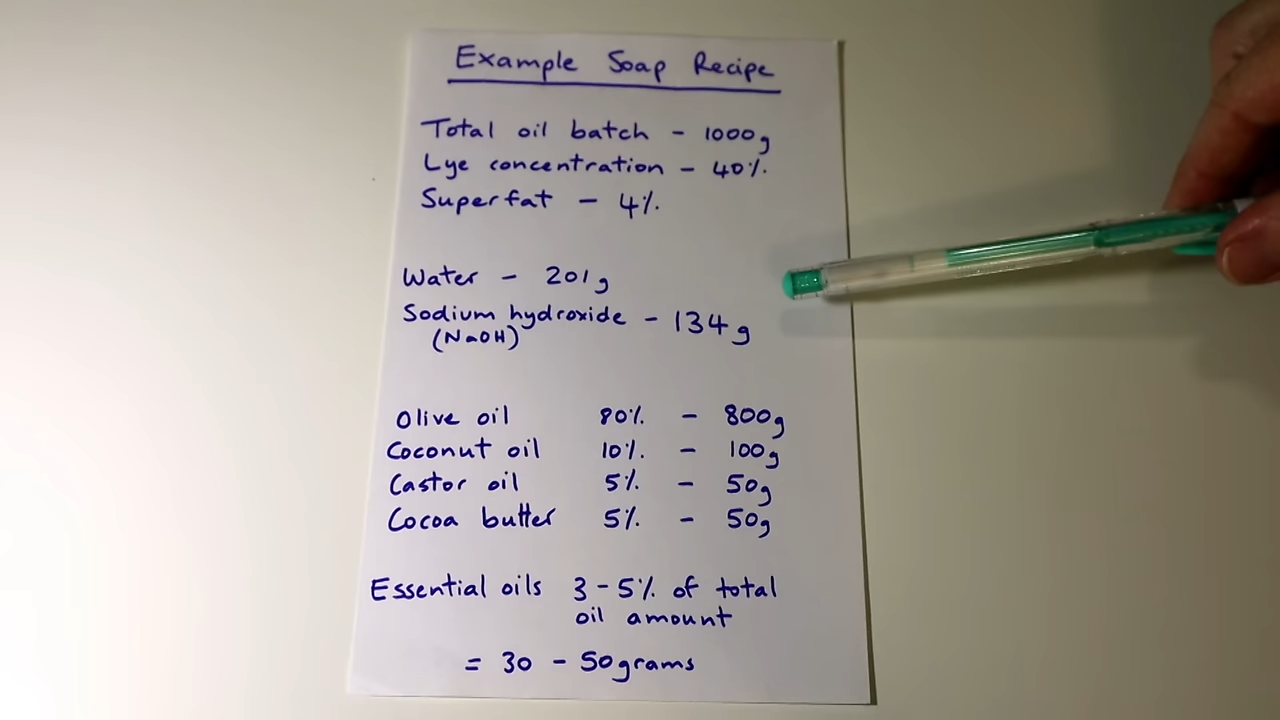 Example Soap Recipe
Total oil batch - 1000g
Lye concentration - 40%
Superfat - 4%
Water - 201g
Sodium hydroxide - 134g
(NaOH)
Olive oil 80% - 800g
Coconut oil 10% - 100g
Castor oil 5% - 50g
Cocoa butter 5% - 50g
Essential oils 3-5% of total
oil amount
= 30 - 50grams